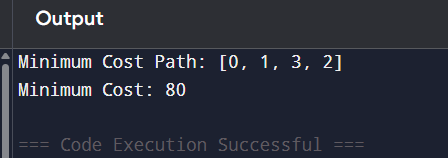 Output
Minimum Cost Path: [0, 1, 3, 2]
Minimum Cost: 80
=== Code Execution Successful ===